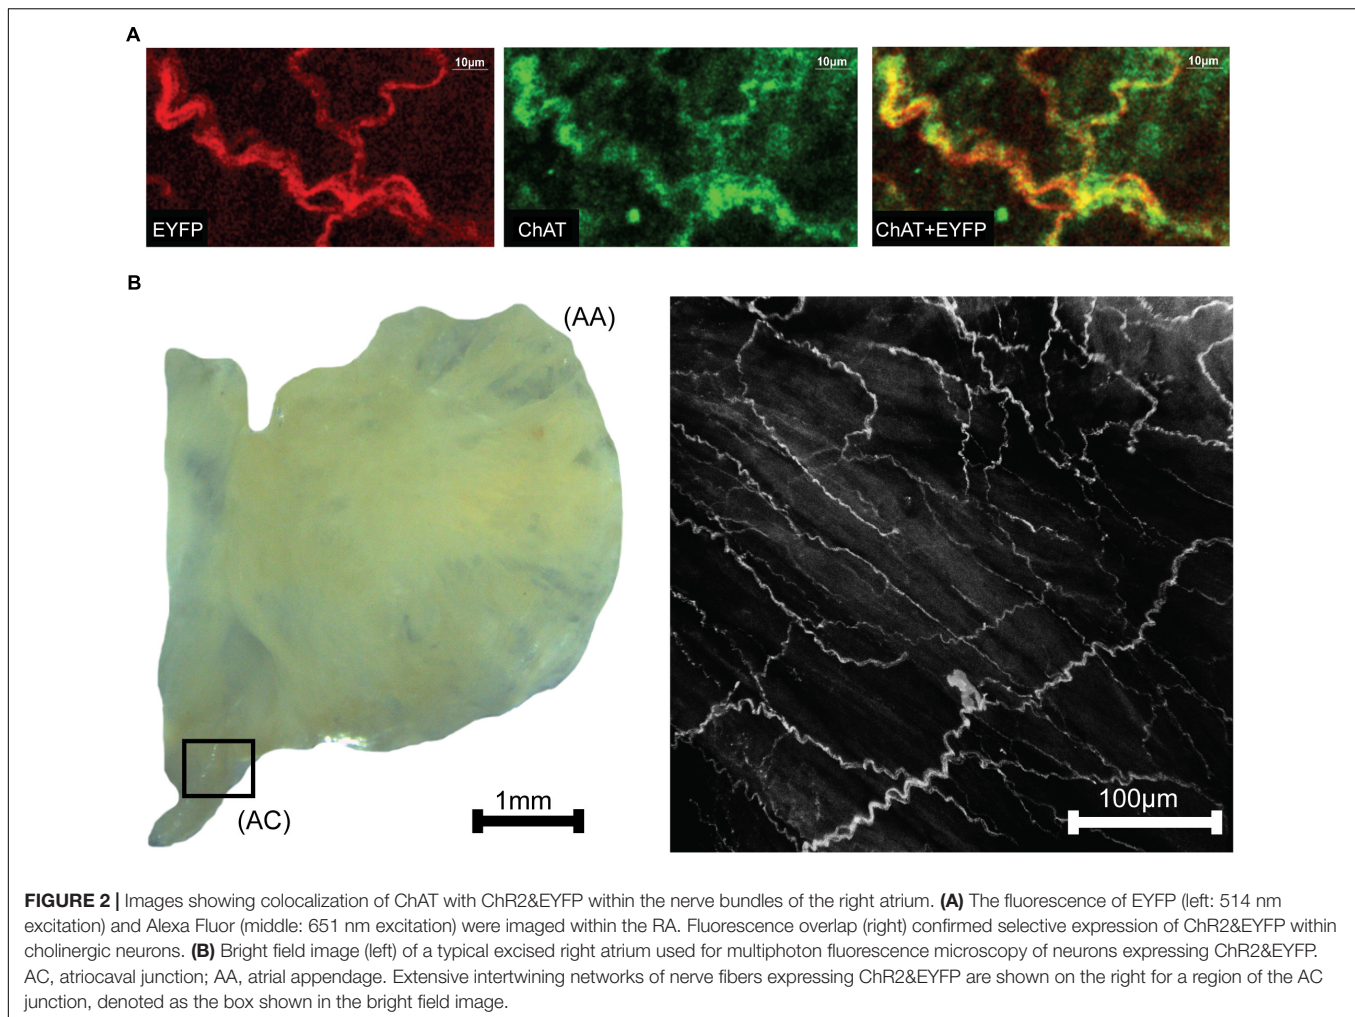 A
10µm
10µm
10µm
EYFP
ChAT
ChAT+EYFP
B
(AA)
(AC)
1mm
100µm
FIGURE 2 | Images showing colocalization of ChAT with ChR2&EYFP within the nerve bundles of the right atrium. (A) The fluorescence of EYFP (left: 514 nm
excitation) and Alexa Fluor (middle: 651 nm excitation) were imaged within the RA. Fluorescence overlap (right) confirmed selective expression of ChR2&EYFP within
cholinergic neurons. (B) Bright field image (left) of a typical excised right atrium used for multiphoton fluorescence microscopy of neurons expressing ChR2&EYFP.
AC, atriocaval junction; AA, atrial appendage. Extensive intertwining networks of nerve fibers expressing ChR2&EYFP are shown on the right for a region of the AC
junction, denoted as the box shown in the bright field image.